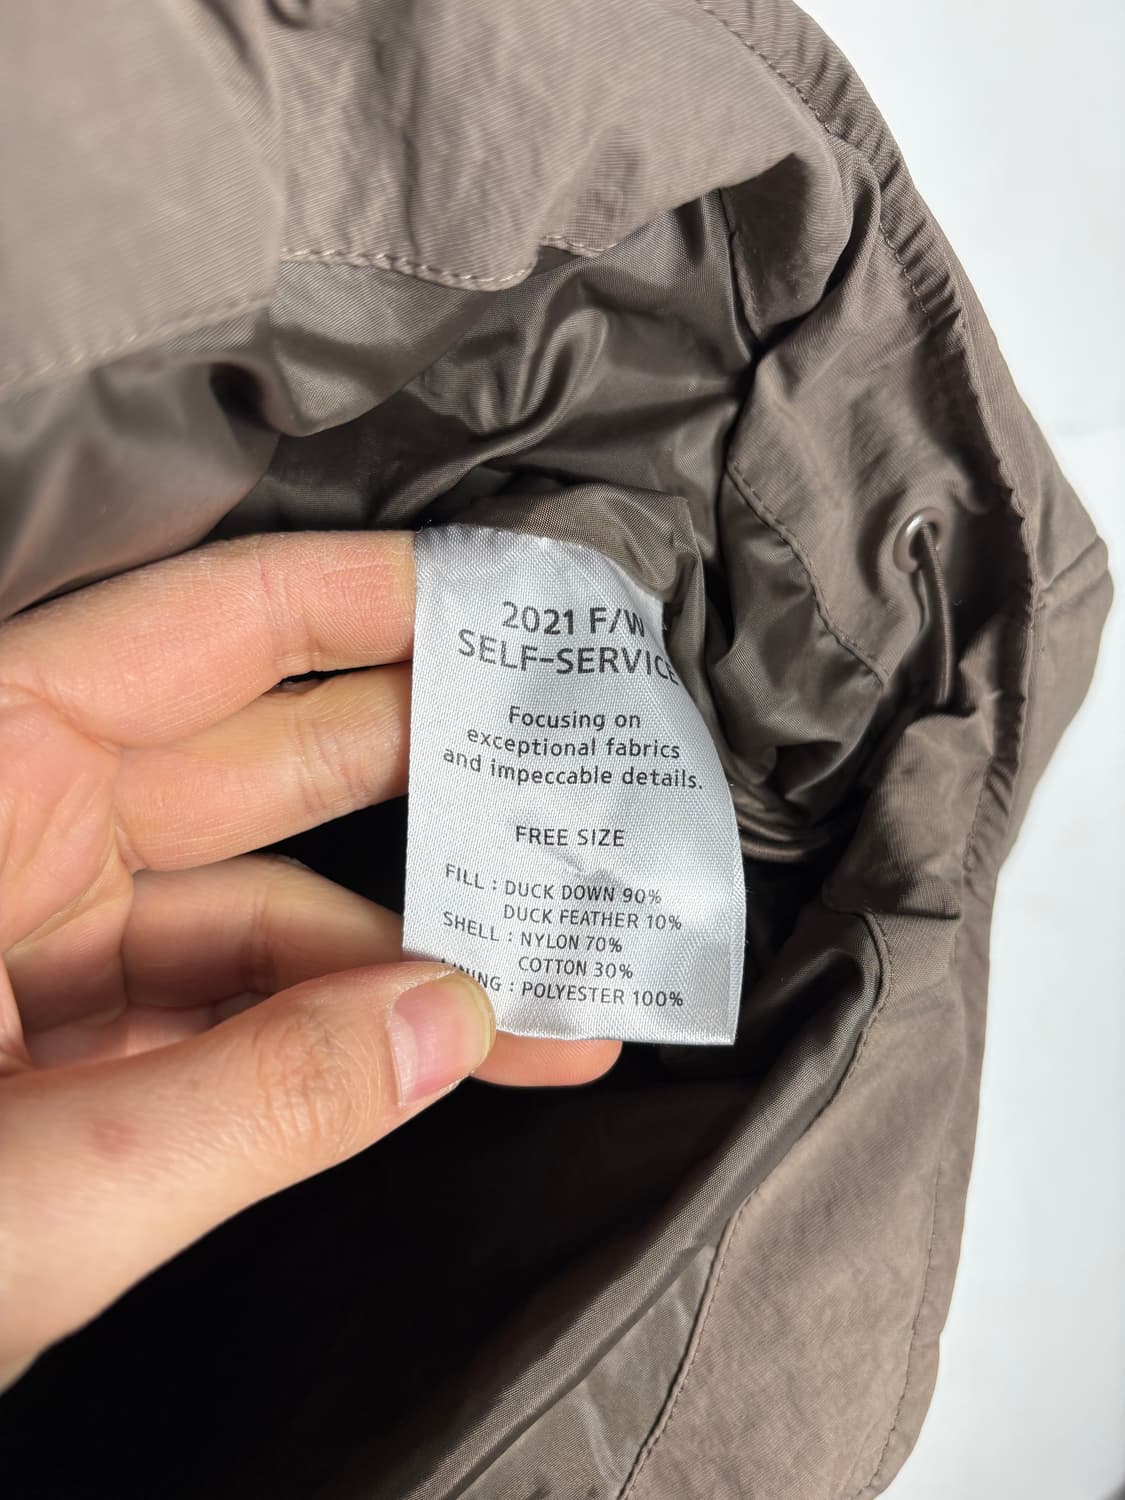 2021 F/W
SELF-SERVICE
Focusing on
exceptional fabrics
and impeccable details.
FREE SIZE
FILL : DUCK DOWN 90%
DUCK FEATHER 10%
SHELL : NYLON 70%
COTTON 30%
LINING : POLYESTER 100%